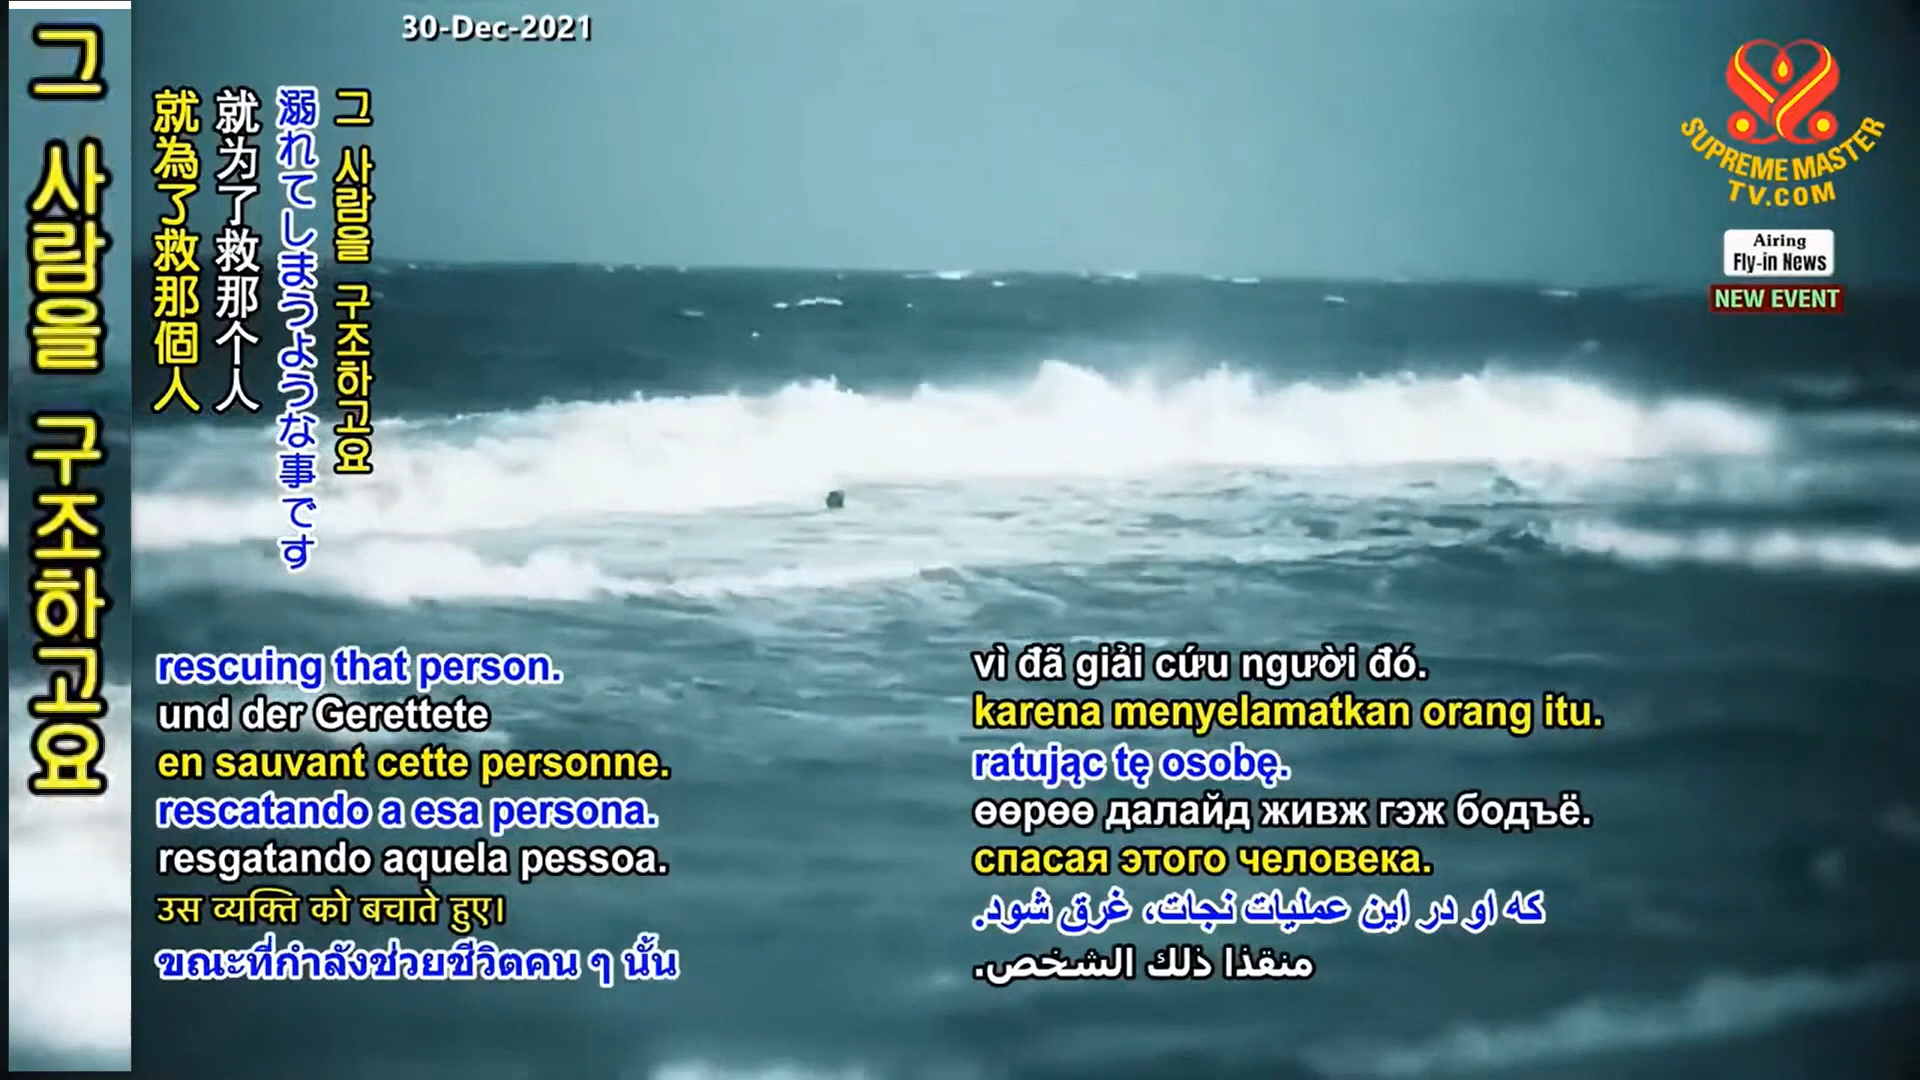 그 사람을 구조하고요
30-Dec-2021
就為了救那個人
就为了救那个人
溺れてしまうような事です
그 사람을 구조하고요
SUPREME MASTER
TV.COM
Airing
Fly-in News
NEW EVENT
rescuing that person.
und der Gerettete
en sauvant cette personne.
rescatando a esa persona.
resgatando aquela pessoa.
उस व्यक्ति को बचाते हुए।
ขณะที่กำลังช่วยชีวิตคน ๆ นั้น
vì đã giải cứu người đó.
karena menyelamatkan orang itu.
ratując tę osobę.
өөрөө далайд живж гэж бодъё.
спасая этого человека.
که او در این عملیات نجات، غرق شود.
منقذا ذلك الشخص.